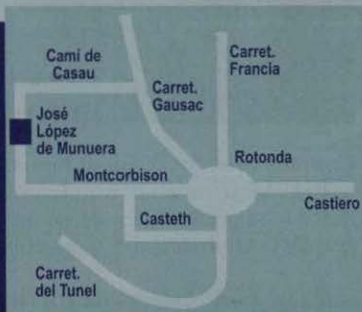 Camí de
Casau
Carret.
Gausac
Carret.
Francia
José
López
de Munuera
Rotonda
Montcorbison
Castiero
Casteth
Carret.
del Tunel